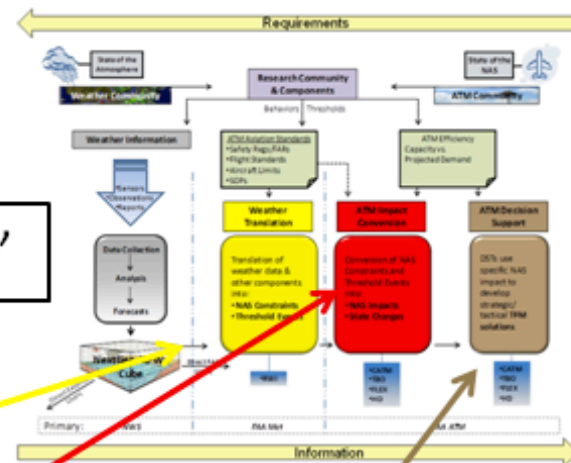 Requirements
State of the
Atmosphere
State of the
NAS
Research Community
& Components
Weather Community
ATM Community
Behaviors Thresholds
Weather Information
ATM Aviation Standards
•Safety Regs/FARs
•Flight Standards
•Aircraft Limits
•SOPs
ATM Efficiency
Capacity vs.
Projected Demand
•Sensors
•Observations
•Reports
Weather
Translation
ATM Impact
Conversion
ATM Decision
Support
Data Collection
Analysis
Forecasts
Translation of
weather data &
other components
into:
•NAS Constraints
•Threshold Events
Conversion of NAS
Constraints and
Threshold Events
into:
•NAS Impacts
•State Changes
DSTs use
specific NAS
impact to
develop
strategic/
tactical TFM
solutions
Cube
•CATM
•TBO
•FLEX
•HD
•CATM
•TBO
•FLEX
•HD
Primary:
NWS
Information